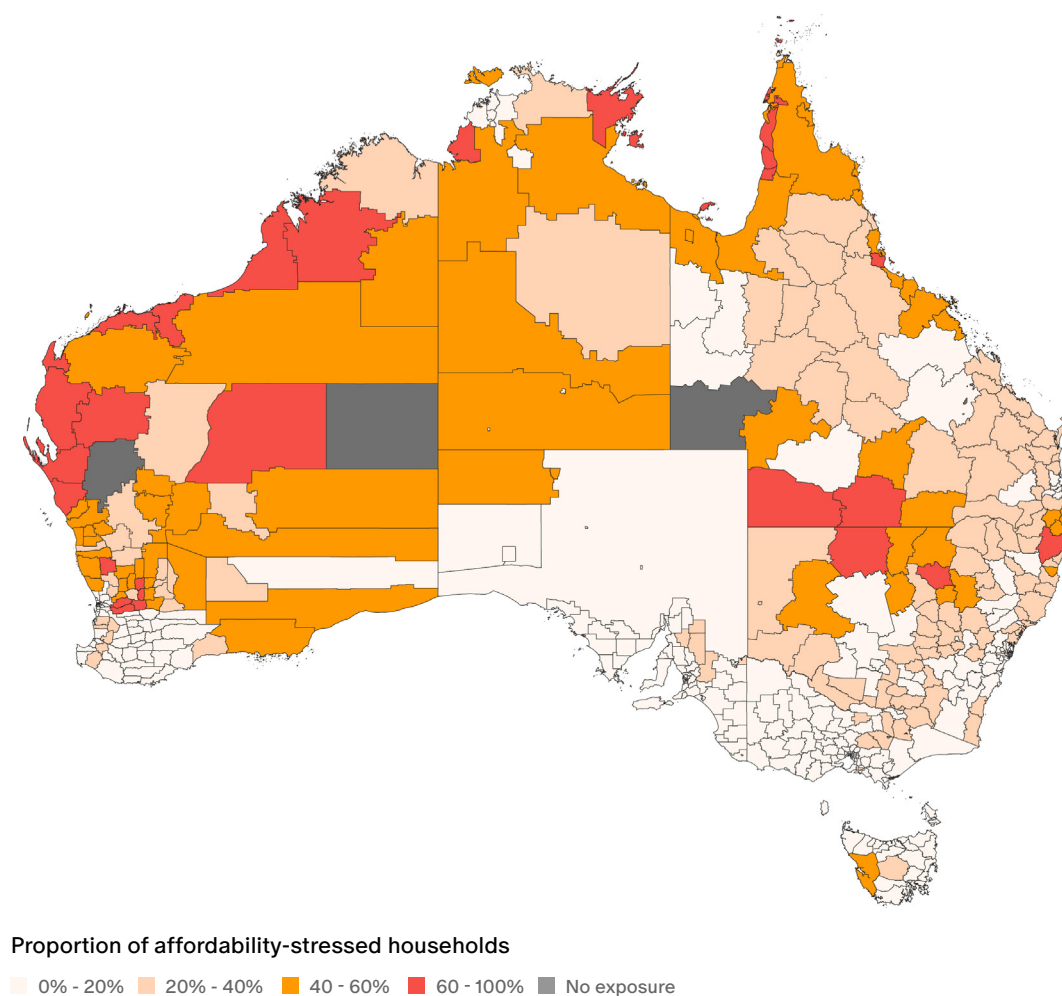 Proportion of affordability-stressed households
0% - 20% 20% - 40% 40 - 60% 60 - 100% No exposure